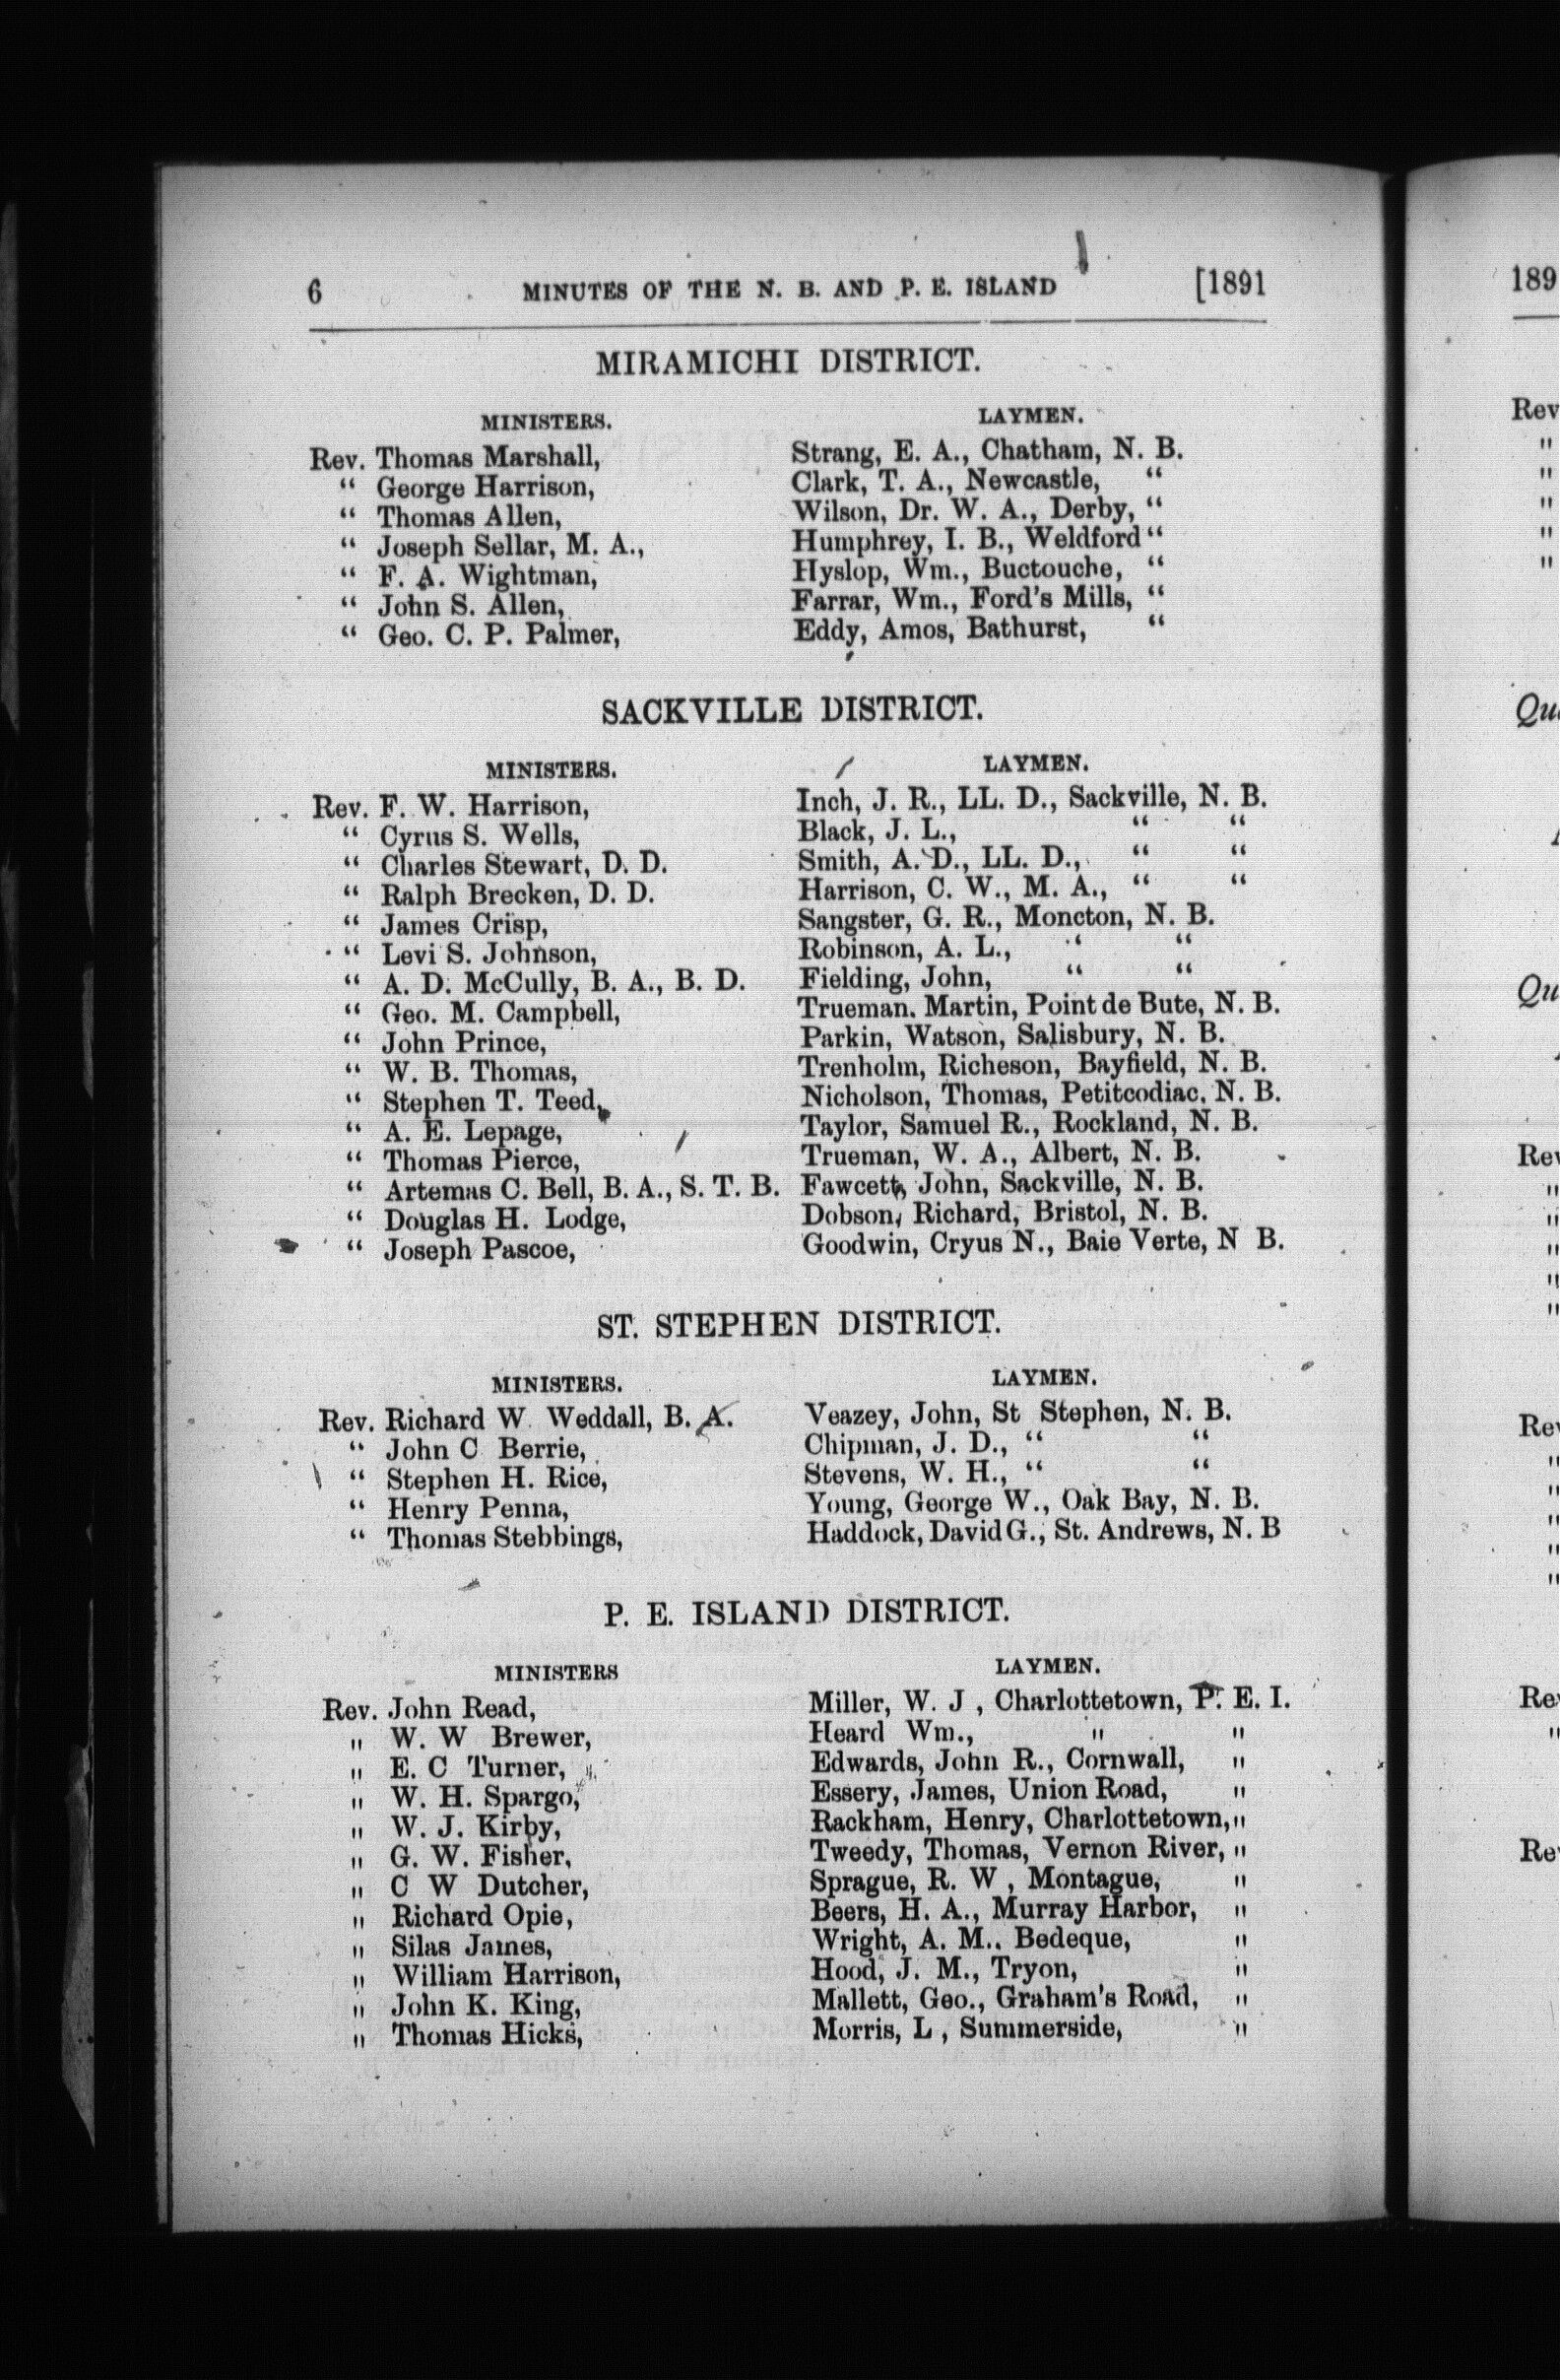 6 MINUTES OF THE N. B. AND P. E. ISLAND [1891
MIRAMICHI DISTRICT.
MINISTERS. LAYMEN.
Rev. Thomas Marshall, Strang, E. A., Chatham, N. B.
“ George Harrison, Clark, T. A., Newcastle, “
“ Thomas Allen, Wilson, Dr. W. A., Derby, “
“ Joseph Sellar, M. A., Humphrey, I. B., Weldford “
“ F. A. Wightman, Hyslop, Wm., Buctouche, “
“ John S. Allen, Farrar, Wm., Ford's Mills, “
“ Geo. C. P. Palmer, Eddy, Amos, Bathurst, “
SACKVILLE DISTRICT.
MINISTERS. LAYMEN.
Rev. F. W. Harrison, Inch, J. R., LL. D., Sackville, N. B.
“ Cyrus S. Wells, Black, J. L., “ “
“ Charles Stewart, D. D. Smith, A. D., LL. D., “ “
“ Ralph Brecken, D. D. Harrison, C. W., M. A., “ “
“ James Crisp, Sangster, G. R., Moncton, N. B.
“ Levi S. Johnson, Robinson, A. L., “ “
“ A. D. McCully, B. A., B. D. Fielding, John, “ “
“ Geo. M. Campbell, Trueman. Martin, Point de Bute, N. B.
“ John Prince, Parkin, Watson, Salisbury, N. B.
“ W. B. Thomas, Trenholm, Richeson, Bayfield, N. B.
“ Stephen T. Teed, Nicholson, Thomas, Petitcodiac, N. B.
“ A. E. Lepage, Taylor, Samuel R., Rockland, N. B.
“ Thomas Pierce, Trueman, W. A., Albert, N. B.
“ Artemas C. Bell, B. A., S. T. B. Fawcett, John, Sackville, N. B.
“ Douglas H. Lodge, Dobson, Richard, Bristol, N. B.
“ Joseph Pascoe, Goodwin, Cryus N., Baie Verte, N B.
ST. STEPHEN DISTRICT.
MINISTERS. LAYMEN.
Rev. Richard W. Weddall, B. A. Veazey, John, St Stephen, N. B.
“ John C Berrie, Chipman, J. D., “ “
“ Stephen H. Rice, Stevens, W. H., “ “
“ Henry Penna, Young, George W., Oak Bay, N. B.
“ Thomas Stebbings, Haddock, David G., St. Andrews, N. B
P. E. ISLAND DISTRICT.
MINISTERS LAYMEN.
Rev. John Read, Miller, W. J , Charlottetown, P. E. I.
„ W. W Brewer, Heard Wm., " "
„ E. C Turner, Edwards, John R., Cornwall, "
„ W. H. Spargo, Essery, James, Union Road, "
„ W. J. Kirby, Rackham, Henry, Charlottetown, "
„ G. W. Fisher, Tweedy, Thomas, Vernon River, "
„ C W Dutcher, Sprague, R. W , Montague, "
„ Richard Opie, Beers, H. A., Murray Harbor, "
„ Silas James, Wright, A. M.. Bedeque, "
„ William Harrison, Hood, J. M., Tryon, "
„ John K. King, Mallett, Geo., Graham's Road, "
„ Thomas Hicks, Morris, L , Summerside, "
189
Rev
"
"
"
"
"
Qu
Rev
"
"
"
"
"
Rev
"
"
"
"
"
Re
"
Re